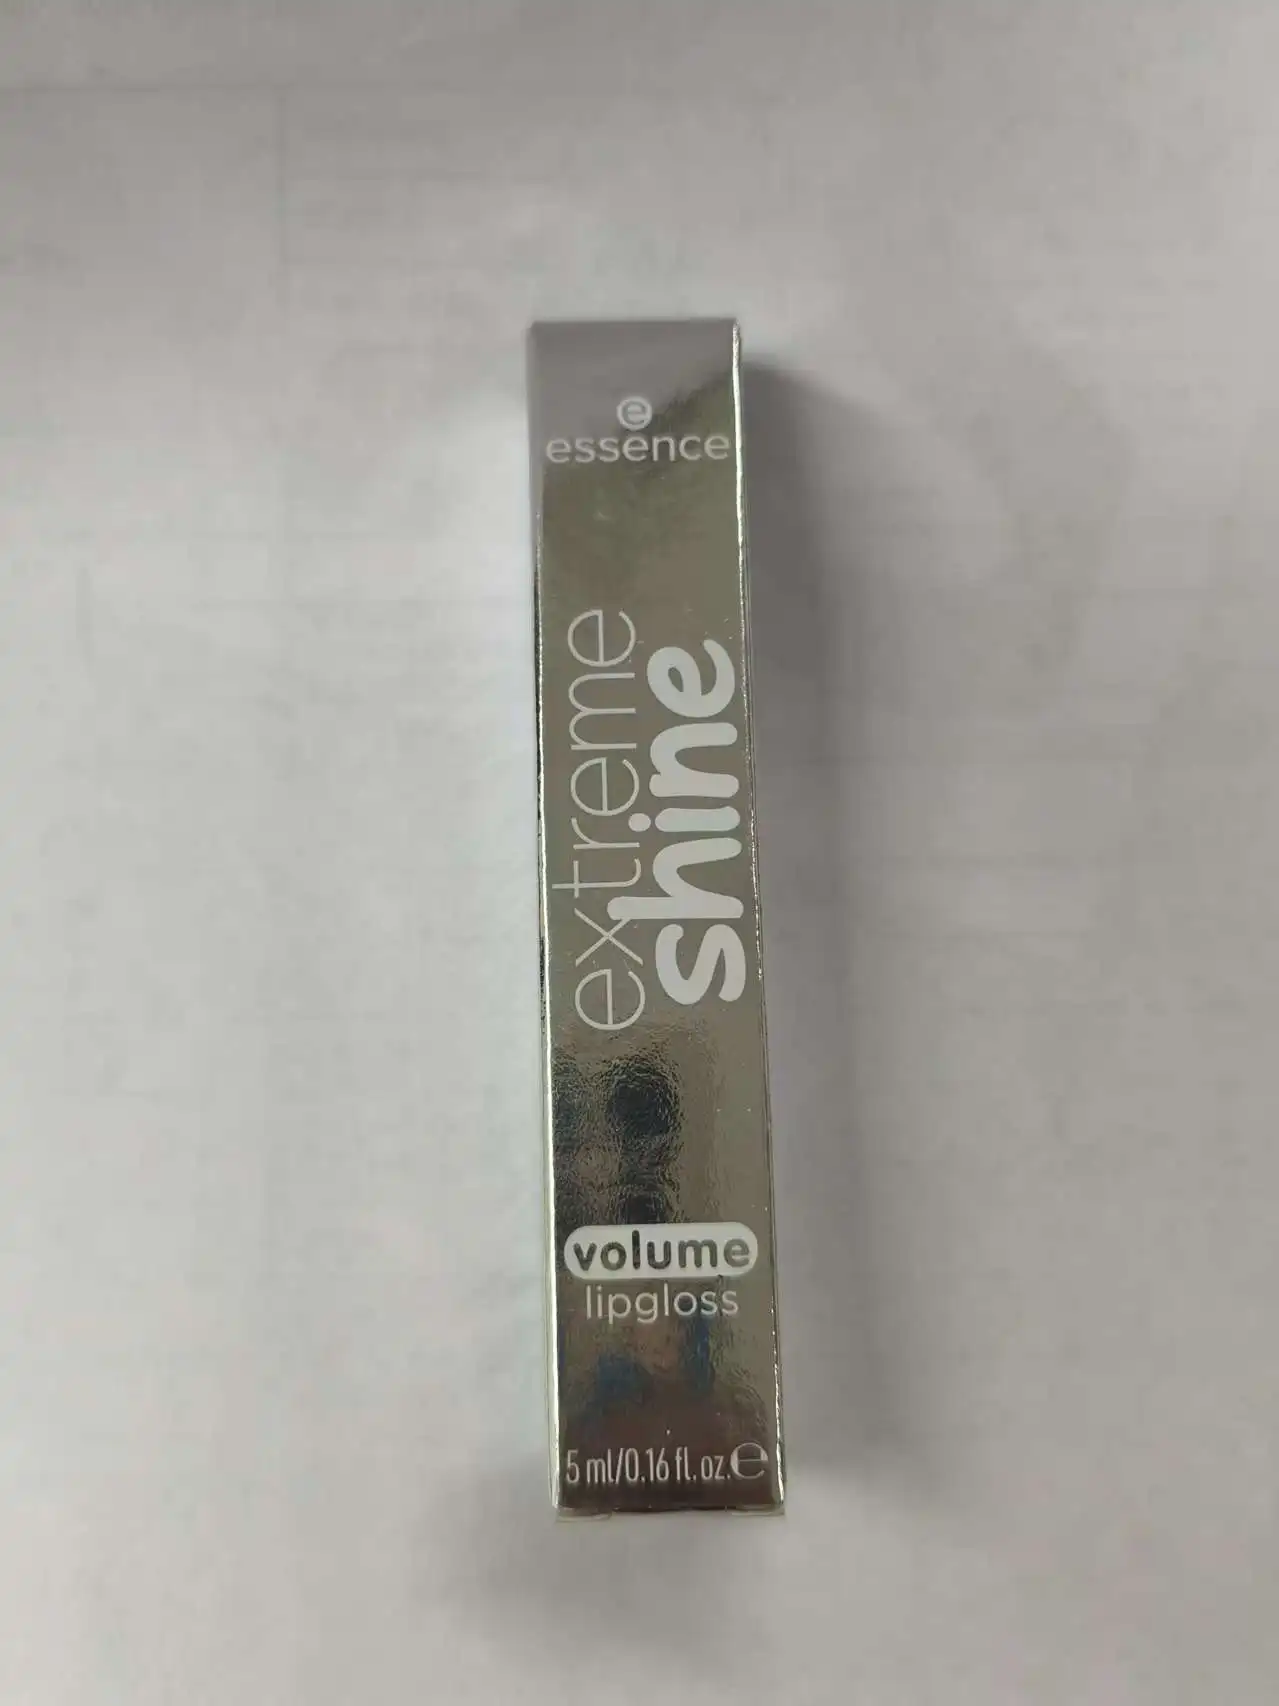 e
essence
extreme
shine
volume
lipgloss
5 ml/0.16 fl. oz. ℮